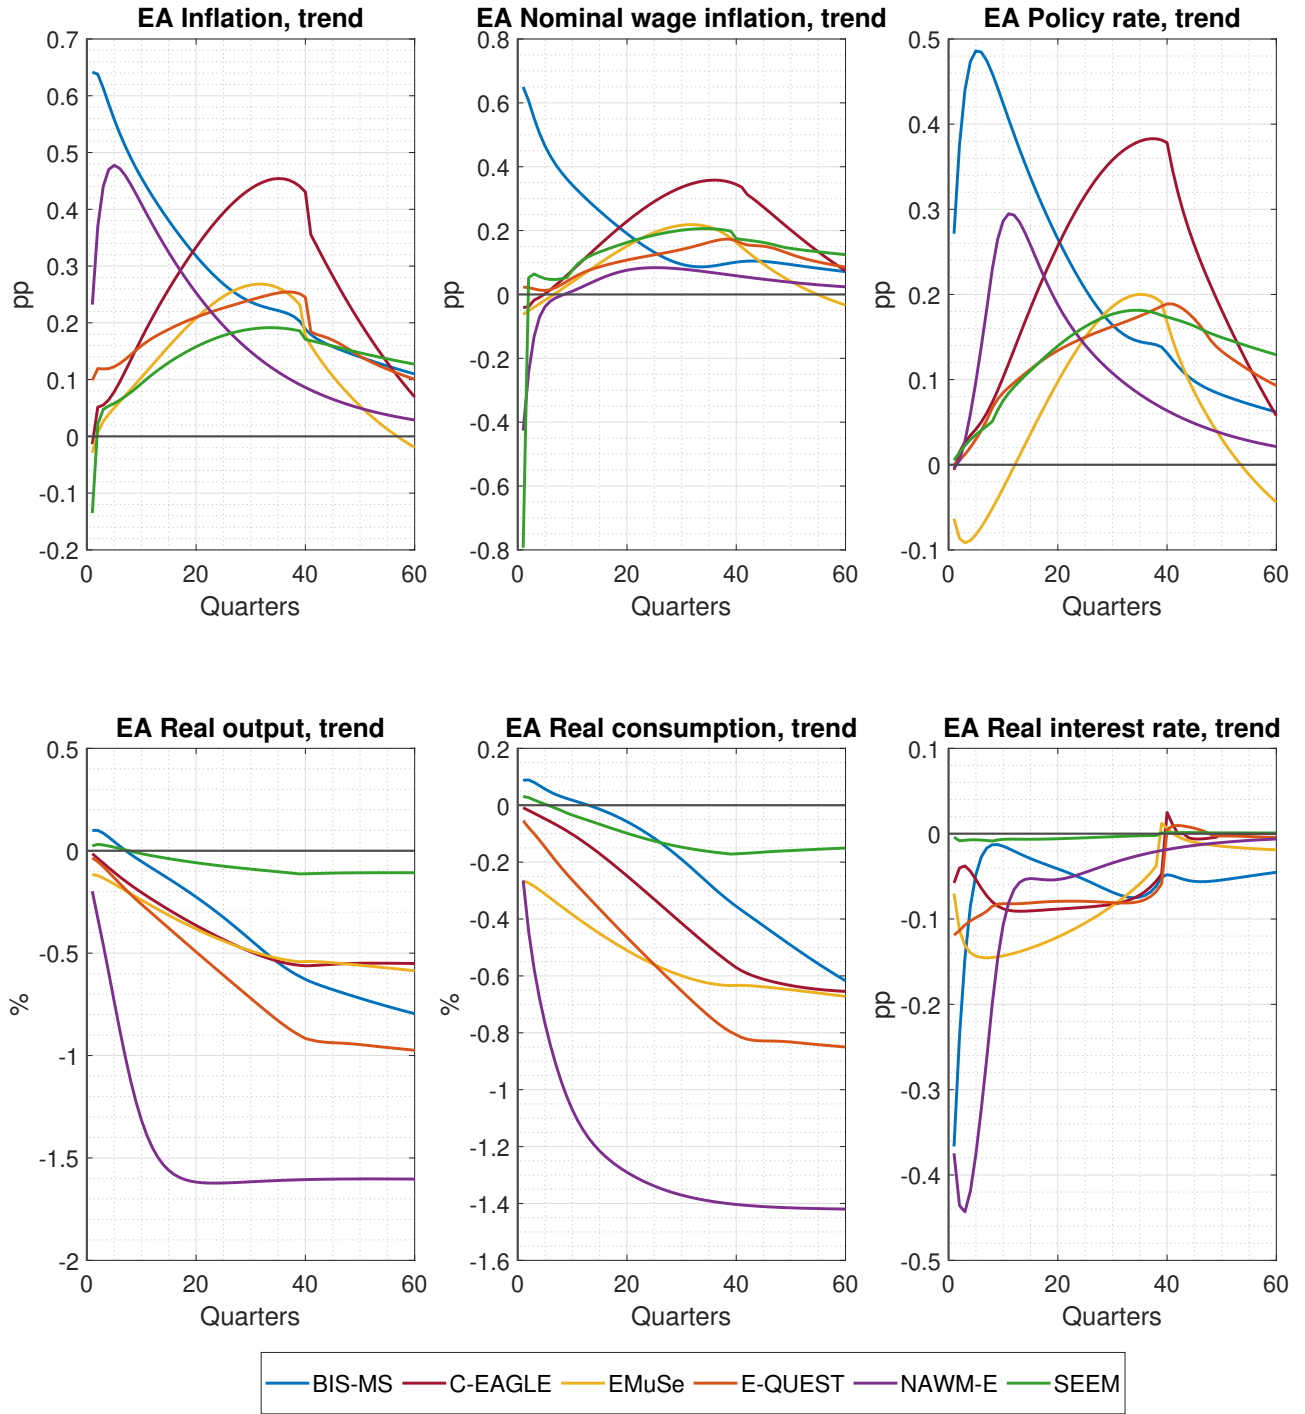 EA Inflation, trend
EA Nominal wage inflation, trend
EA Policy rate, trend
0.7
0.6
0.5
0.4
0.3
0.2
0.1
0
-0.1
-0.2
pp
0 20 40 60
Quarters
0.8
0.6
0.4
0.2
0
-0.2
-0.4
-0.6
-0.8
pp
0 20 40 60
Quarters
0.5
0.4
0.3
0.2
0.1
0
-0.1
pp
0 20 40 60
Quarters
EA Real output, trend
EA Real consumption, trend
EA Real interest rate, trend
0.5
0
-0.5
-1
-1.5
-2
%
0 20 40 60
Quarters
0.2
0
-0.2
-0.4
-0.6
-0.8
-1
-1.2
-1.4
-1.6
%
0 20 40 60
Quarters
0.1
0
-0.1
-0.2
-0.3
-0.4
-0.5
pp
0 20 40 60
Quarters
BIS-MS C-EAGLE EMuSe E-QUEST NAWM-E SEEM